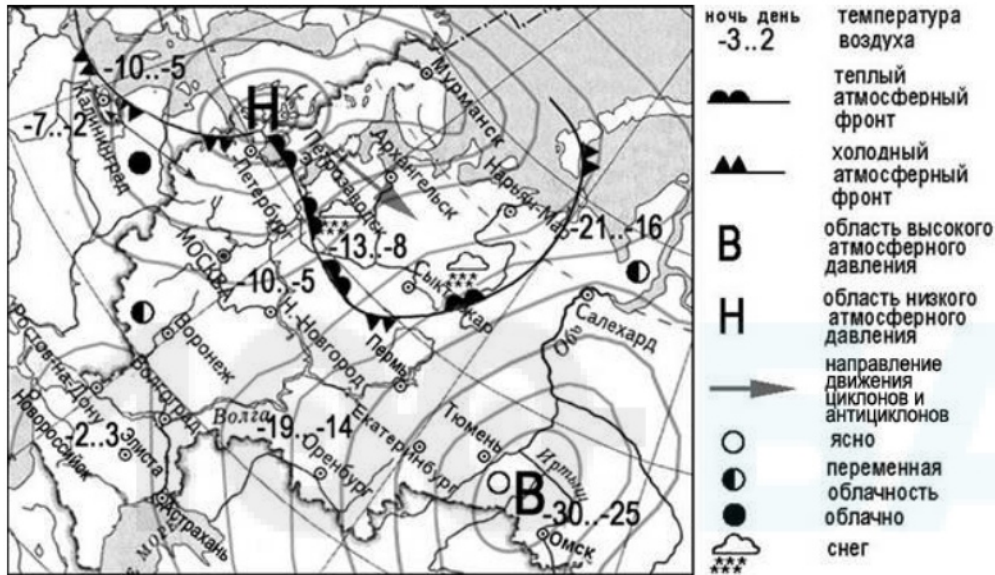 -10..-5
Н
Мурманск
Калининград
-7..-2
С.-Петербург
Петрозаводск
Архангельск
Нарьян-Мар
-21..-16
-13..-8
МОСКВА
-10..-5
Сыктывкар
Н. Новгород
Пермь
Обь
Салехард
Воронеж
Ростов-на-Дону
Волгоград
Новороссийск
Волга
-2..3
Элиста
-19..-14
Оренбург
Екатеринбург
Тюмень
Иртыш
В
-30..-25
Омск
Астрахань
море
ночь день
-3..2
температура
воздуха
теплый
атмосферный
фронт
холодный
атмосферный
фронт
В
область высокого
атмосферного
давления
Н
область низкого
атмосферного
давления
направление
движения
циклонов и
антициклонов
ясно
переменная
облачность
облачно
снег